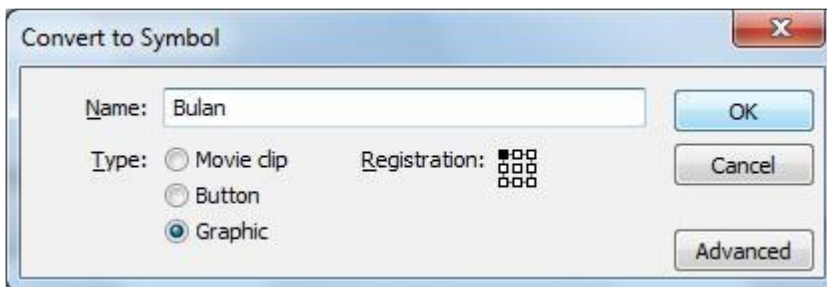 Convert to Symbol
Name: Bulan OK
Type: Movie clip Registration: Cancel
Button
Graphic
Advanced